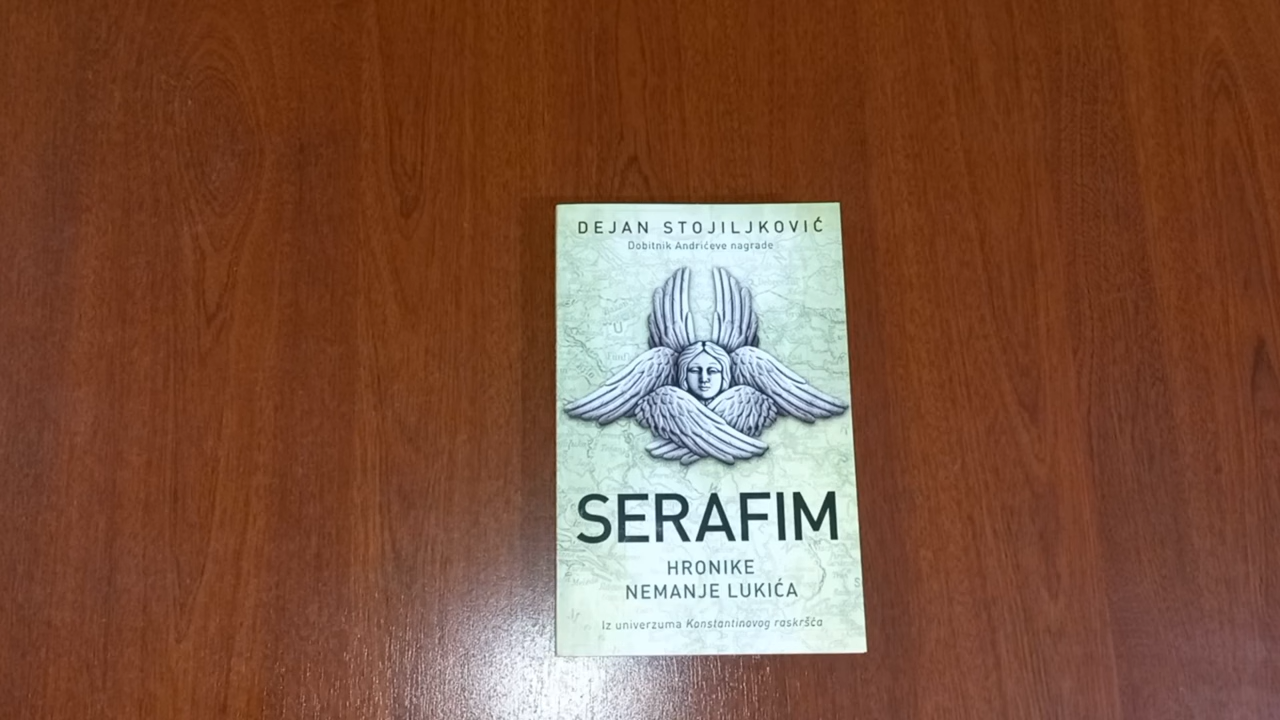 DEJAN STOJILJKOVIĆ
Dobitnik Andrićeve nagrade
SERAFIM
HRONIKE
NEMANJE LUKIĆA
Iz univerzuma Konstantinovog raskršća